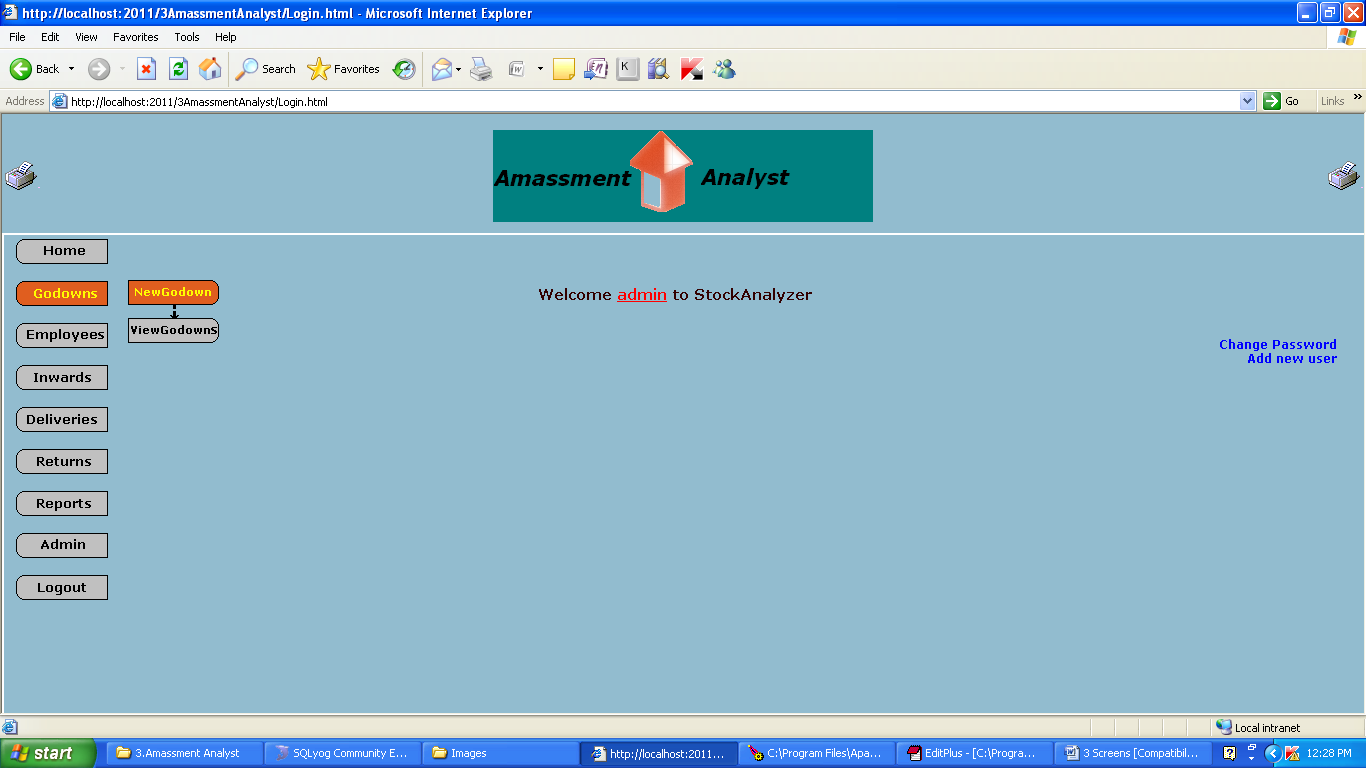 http://localhost:2011/3AmassmentAnalyst/Login.html - Microsoft Internet Explorer
File Edit View Favorites Tools Help
Back Search Favorites
Address http://localhost:2011/3AmassmentAnalyst/Login.html Go Links »
Amassment Analyst
Home
Godowns NewGodown
Welcome admin to StockAnalyzer
Employees ViewGodowns
Change Password
Add new user
Inwards
Deliveries
Returns
Reports
Admin
Logout
Local intranet
start 3.Amassment Analyst SQLyog Community E... Images http://localhost:2011... C:\Program Files\Apa... EditPlus - [C:\Progra... 3 Screens [Compatibil... 12:28 PM